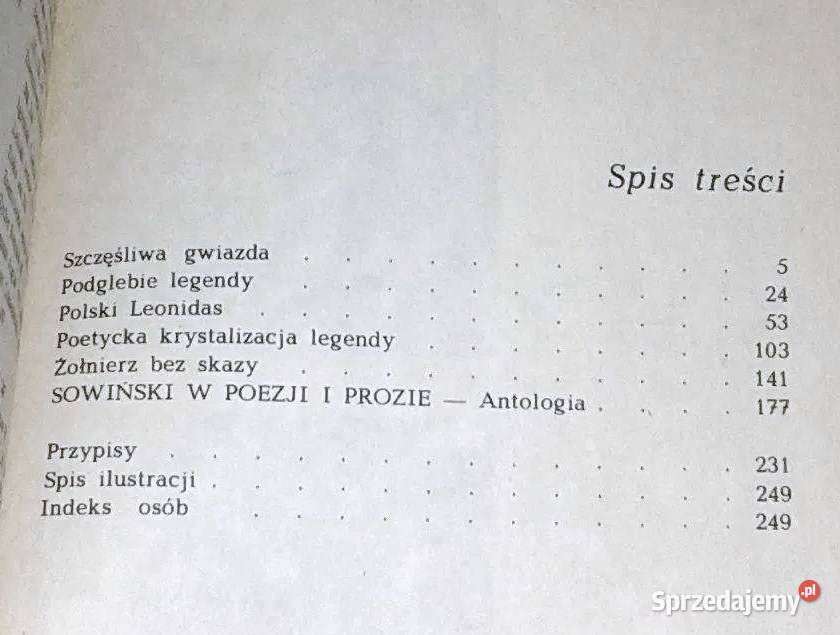 Spis treści
Szczęśliwa gwiazda . . . . . . . . . . . 5
Podglebie legendy . . . . . . . . . . . 24
Polski Leonidas . . . . . . . . . . . . 53
Poetycka krystalizacja legendy . . . . . . . . 103
Żołnierz bez skazy . . . . . . . . . . . 141
SOWIŃSKI W POEZJI I PROZIE — Antologia . . . . 177
Przypisy . . . . . . . . . . . . . . 231
Spis ilustracji . . . . . . . . . . . . . 249
Indeks osób . . . . . . . . . . . . 249
Sprzedajemy.pl